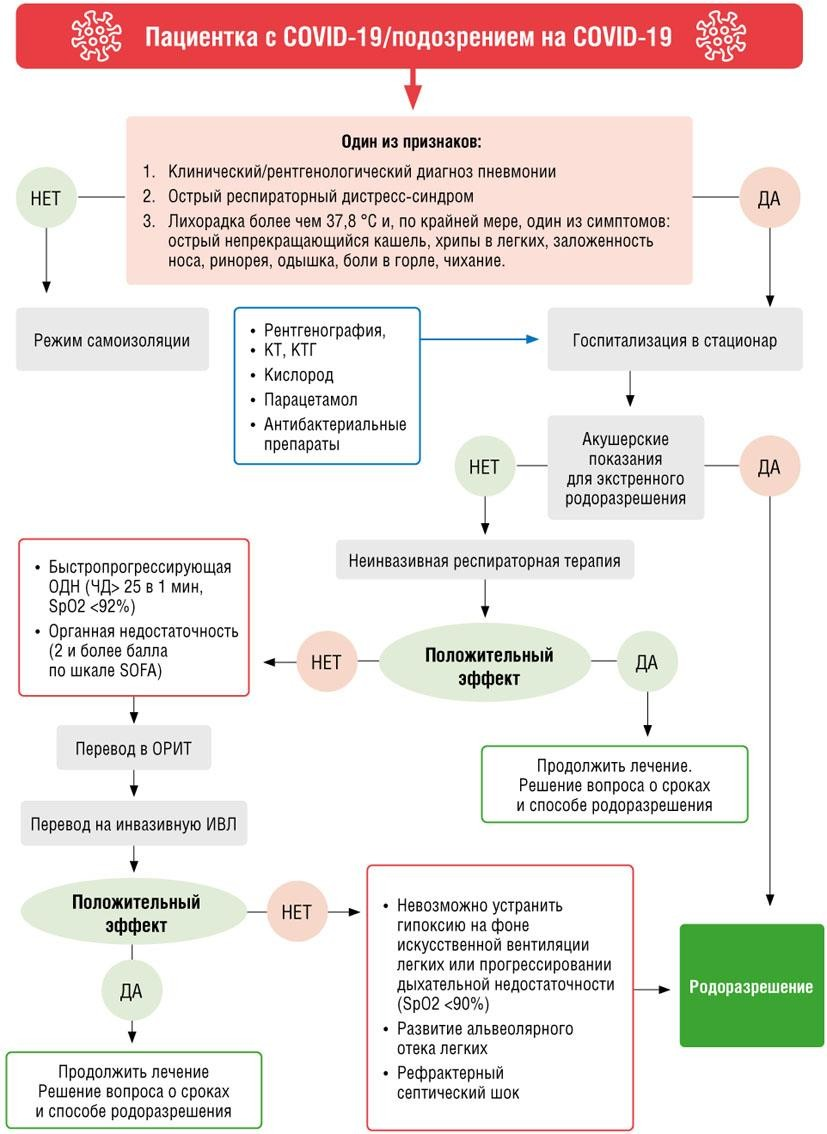 Пациентка с COVID-19/подозрением на COVID-19
Один из признаков:
1. Клинический/рентгенологический диагноз пневмонии
2. Острый респираторный дистресс-синдром
3. Лихорадка более чем 37,8 °C и, по крайней мере, один из симптомов:
острый непрекращающийся кашель, хрипы в легких, заложенность
носа, ринорея, одышка, боли в горле, чихание.
НЕТ
ДА
Режим самоизоляции
• Рентгенография,
• КТ, КТГ
• Кислород
• Парацетамол
• Антибактериальные
препараты
Госпитализация в стационар
НЕТ
Акушерские
показания
для экстренного
родоразрешения
ДА
Неинвазивная респираторная терапия
• Быстропрогрессирующая
ОДН (ЧД> 25 в 1 мин,
SpO2 <92%)
• Органная недостаточность
(2 и более балла
по шкале SOFA)
НЕТ
Положительный
эффект
ДА
Перевод в ОРИТ
Продолжить лечение.
Решение вопроса о сроках
и способе родоразрешения
Перевод на инвазивную ИВЛ
Положительный
эффект
НЕТ
• Невозможно устранить
гипоксию на фоне
искусственной вентиляции
легких или прогрессировании
дыхательной недостаточности
(SpO2 <90%)
• Развитие альвеолярного
отека легких
• Рефрактерный
септический шок
Родоразрешение
ДА
Продолжить лечение
Решение вопроса о сроках
и способе родоразрешения